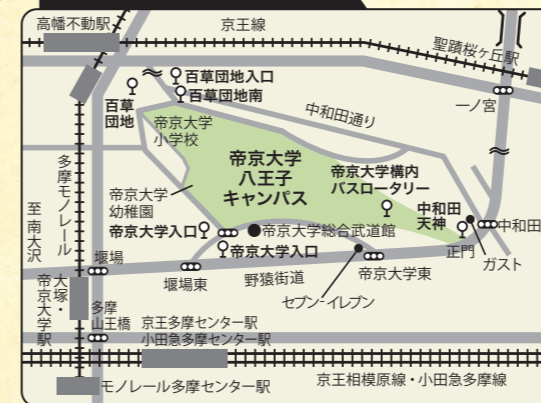 高幡不動駅
京王線
聖蹟桜ヶ丘駅
百草団地入口
百草団地南
百草
団地
一ノ宮
中和田通り
帝京大学
小学校
帝京大学
八王子
キャンパス
帝京大学構内
バスロータリー
多摩モノレール
至南大沢
帝京大学
幼稚園
中和田
天神
中和田
帝京大学入口
帝京大学総合武道館
正門
ガスト
帝京大学入口
堰場
堰場東
野猿街道
帝京大学東
セブン-イレブン
大塚・
帝京大学駅
多摩
山王橋
京王多摩センター駅
小田急多摩センター駅
モノレール多摩センター駅
京王相模原線・小田急多摩線